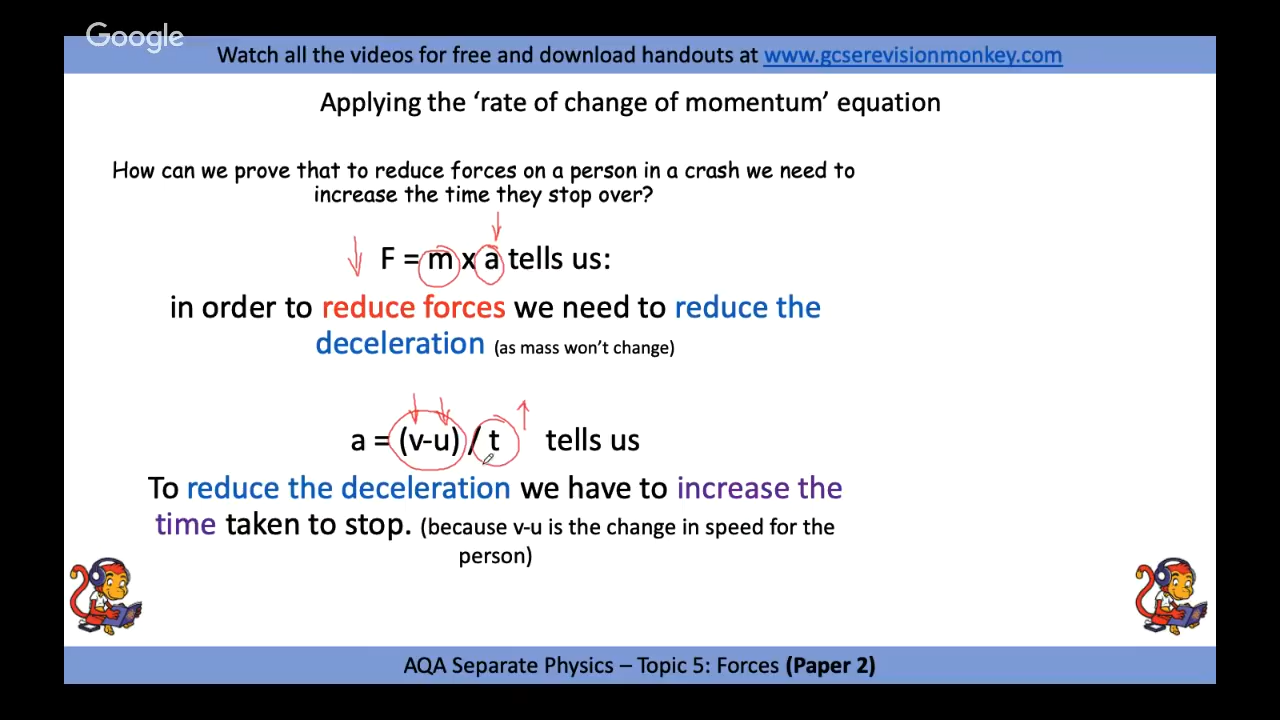 Google
Watch all the videos for free and download handouts at www.gcserevisionmonkey.com
Applying the ‘rate of change of momentum’ equation
How can we prove that to reduce forces on a person in a crash we need to
increase the time they stop over?
F = m x a tells us:
in order to reduce forces we need to reduce the
deceleration (as mass won’t change)
a = (v-u) / t tells us
To reduce the deceleration we have to increase the
time taken to stop. (because v-u is the change in speed for the
person)
AQA Separate Physics – Topic 5: Forces (Paper 2)